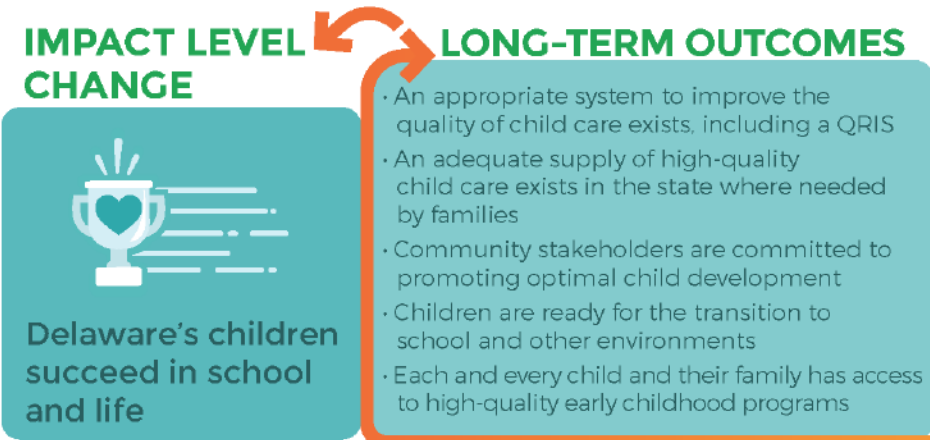 IMPACT LEVEL
CHANGE
Delaware's children
succeed in school
and life
LONG-TERM OUTCOMES
· An appropriate system to improve the
quality of child care exists, including a QRIS
· An adequate supply of high-quality
child care exists in the state where needed
by families
· Community stakeholders are committed to
promoting optimal child development
· Children are ready for the transition to
school and other environments
· Each and every child and their family has access
to high-quality early childhood programs